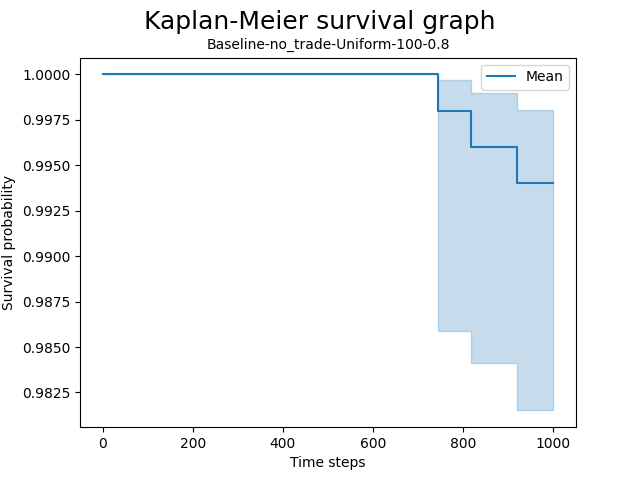 Kaplan-Meier survival graph
Baseline-no_trade-Uniform-100-0.8
Mean
1.0000
0.9975
0.9950
0.9925
0.9900
0.9875
0.9850
0.9825
Survival probability
0 200 400 600 800 1000
Time steps